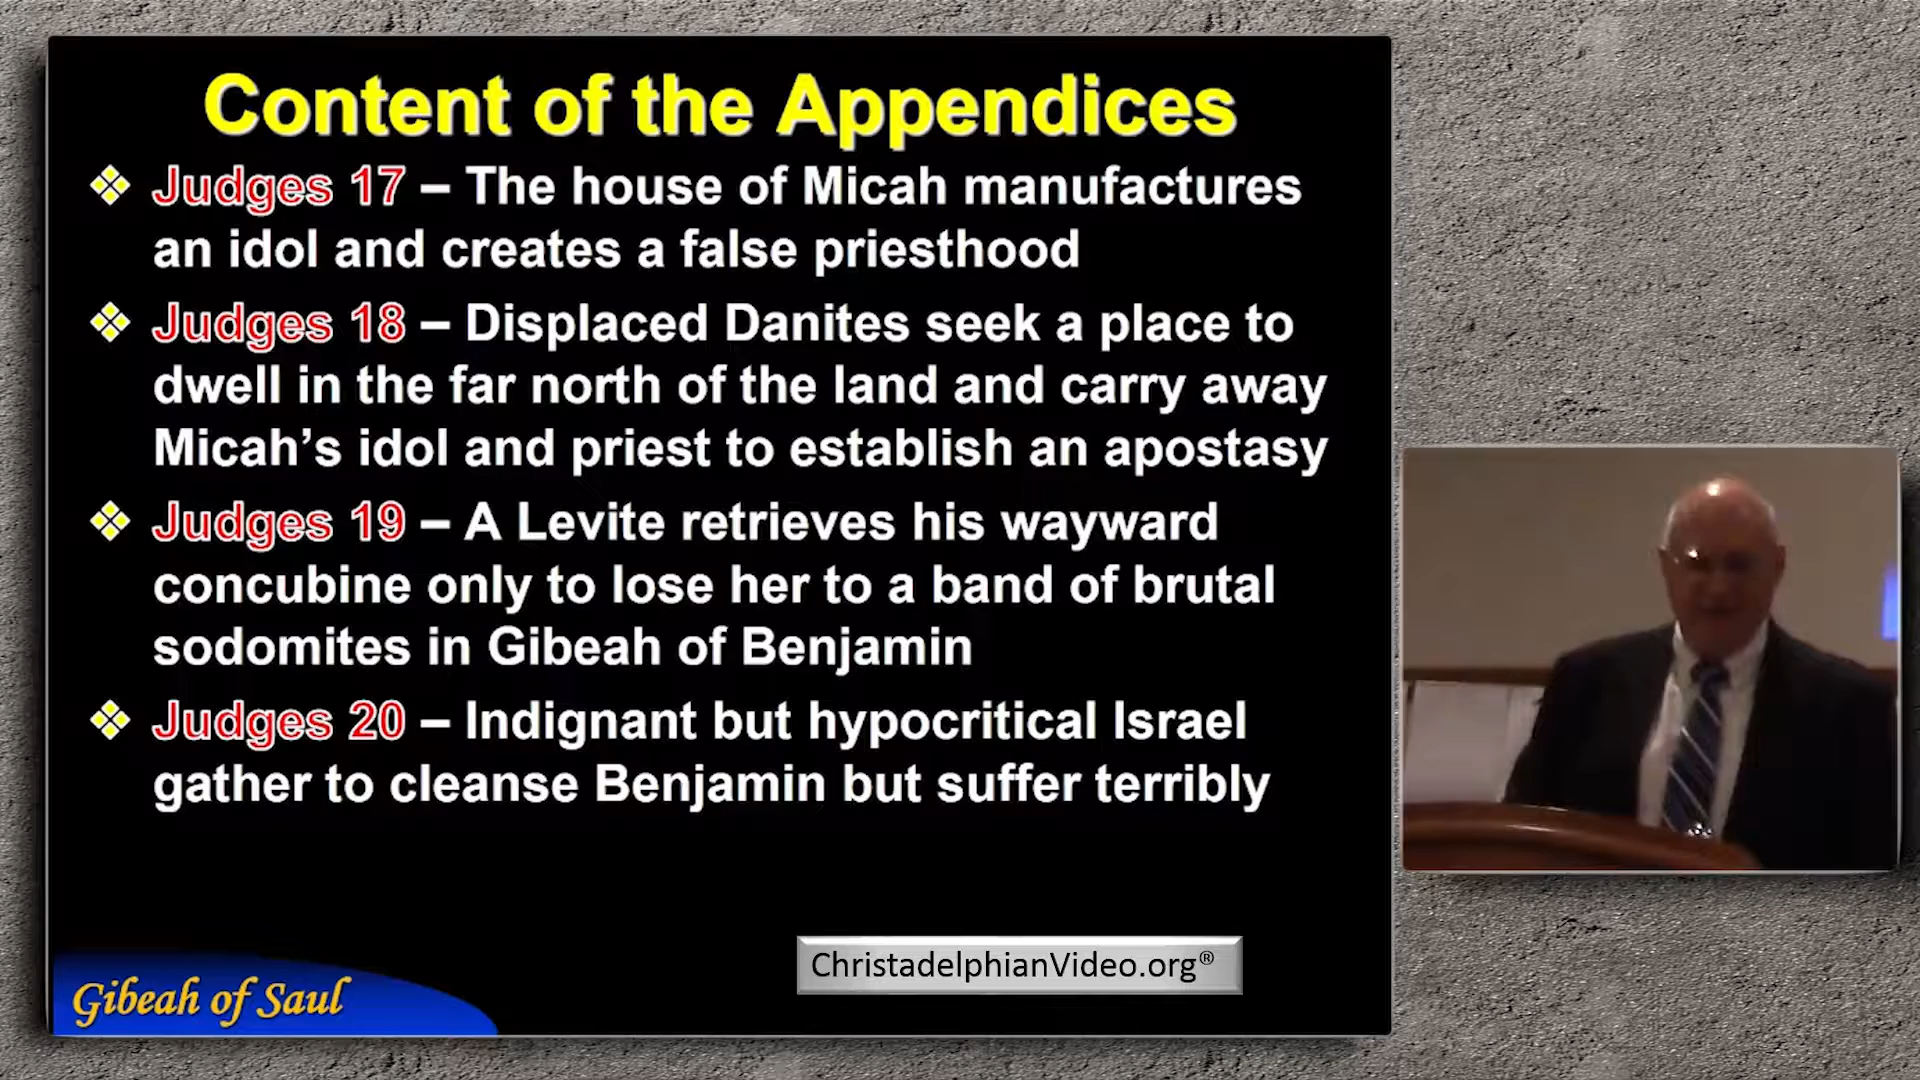 Content of the Appendices
Judges 17 – The house of Micah manufactures
an idol and creates a false priesthood
Judges 18 – Displaced Danites seek a place to
dwell in the far north of the land and carry away
Micah’s idol and priest to establish an apostasy
Judges 19 – A Levite retrieves his wayward
concubine only to lose her to a band of brutal
sodomites in Gibeah of Benjamin
Judges 20 – Indignant but hypocritical Israel
gather to cleanse Benjamin but suffer terribly
ChristadelphianVideo.org®
Gibeah of Saul